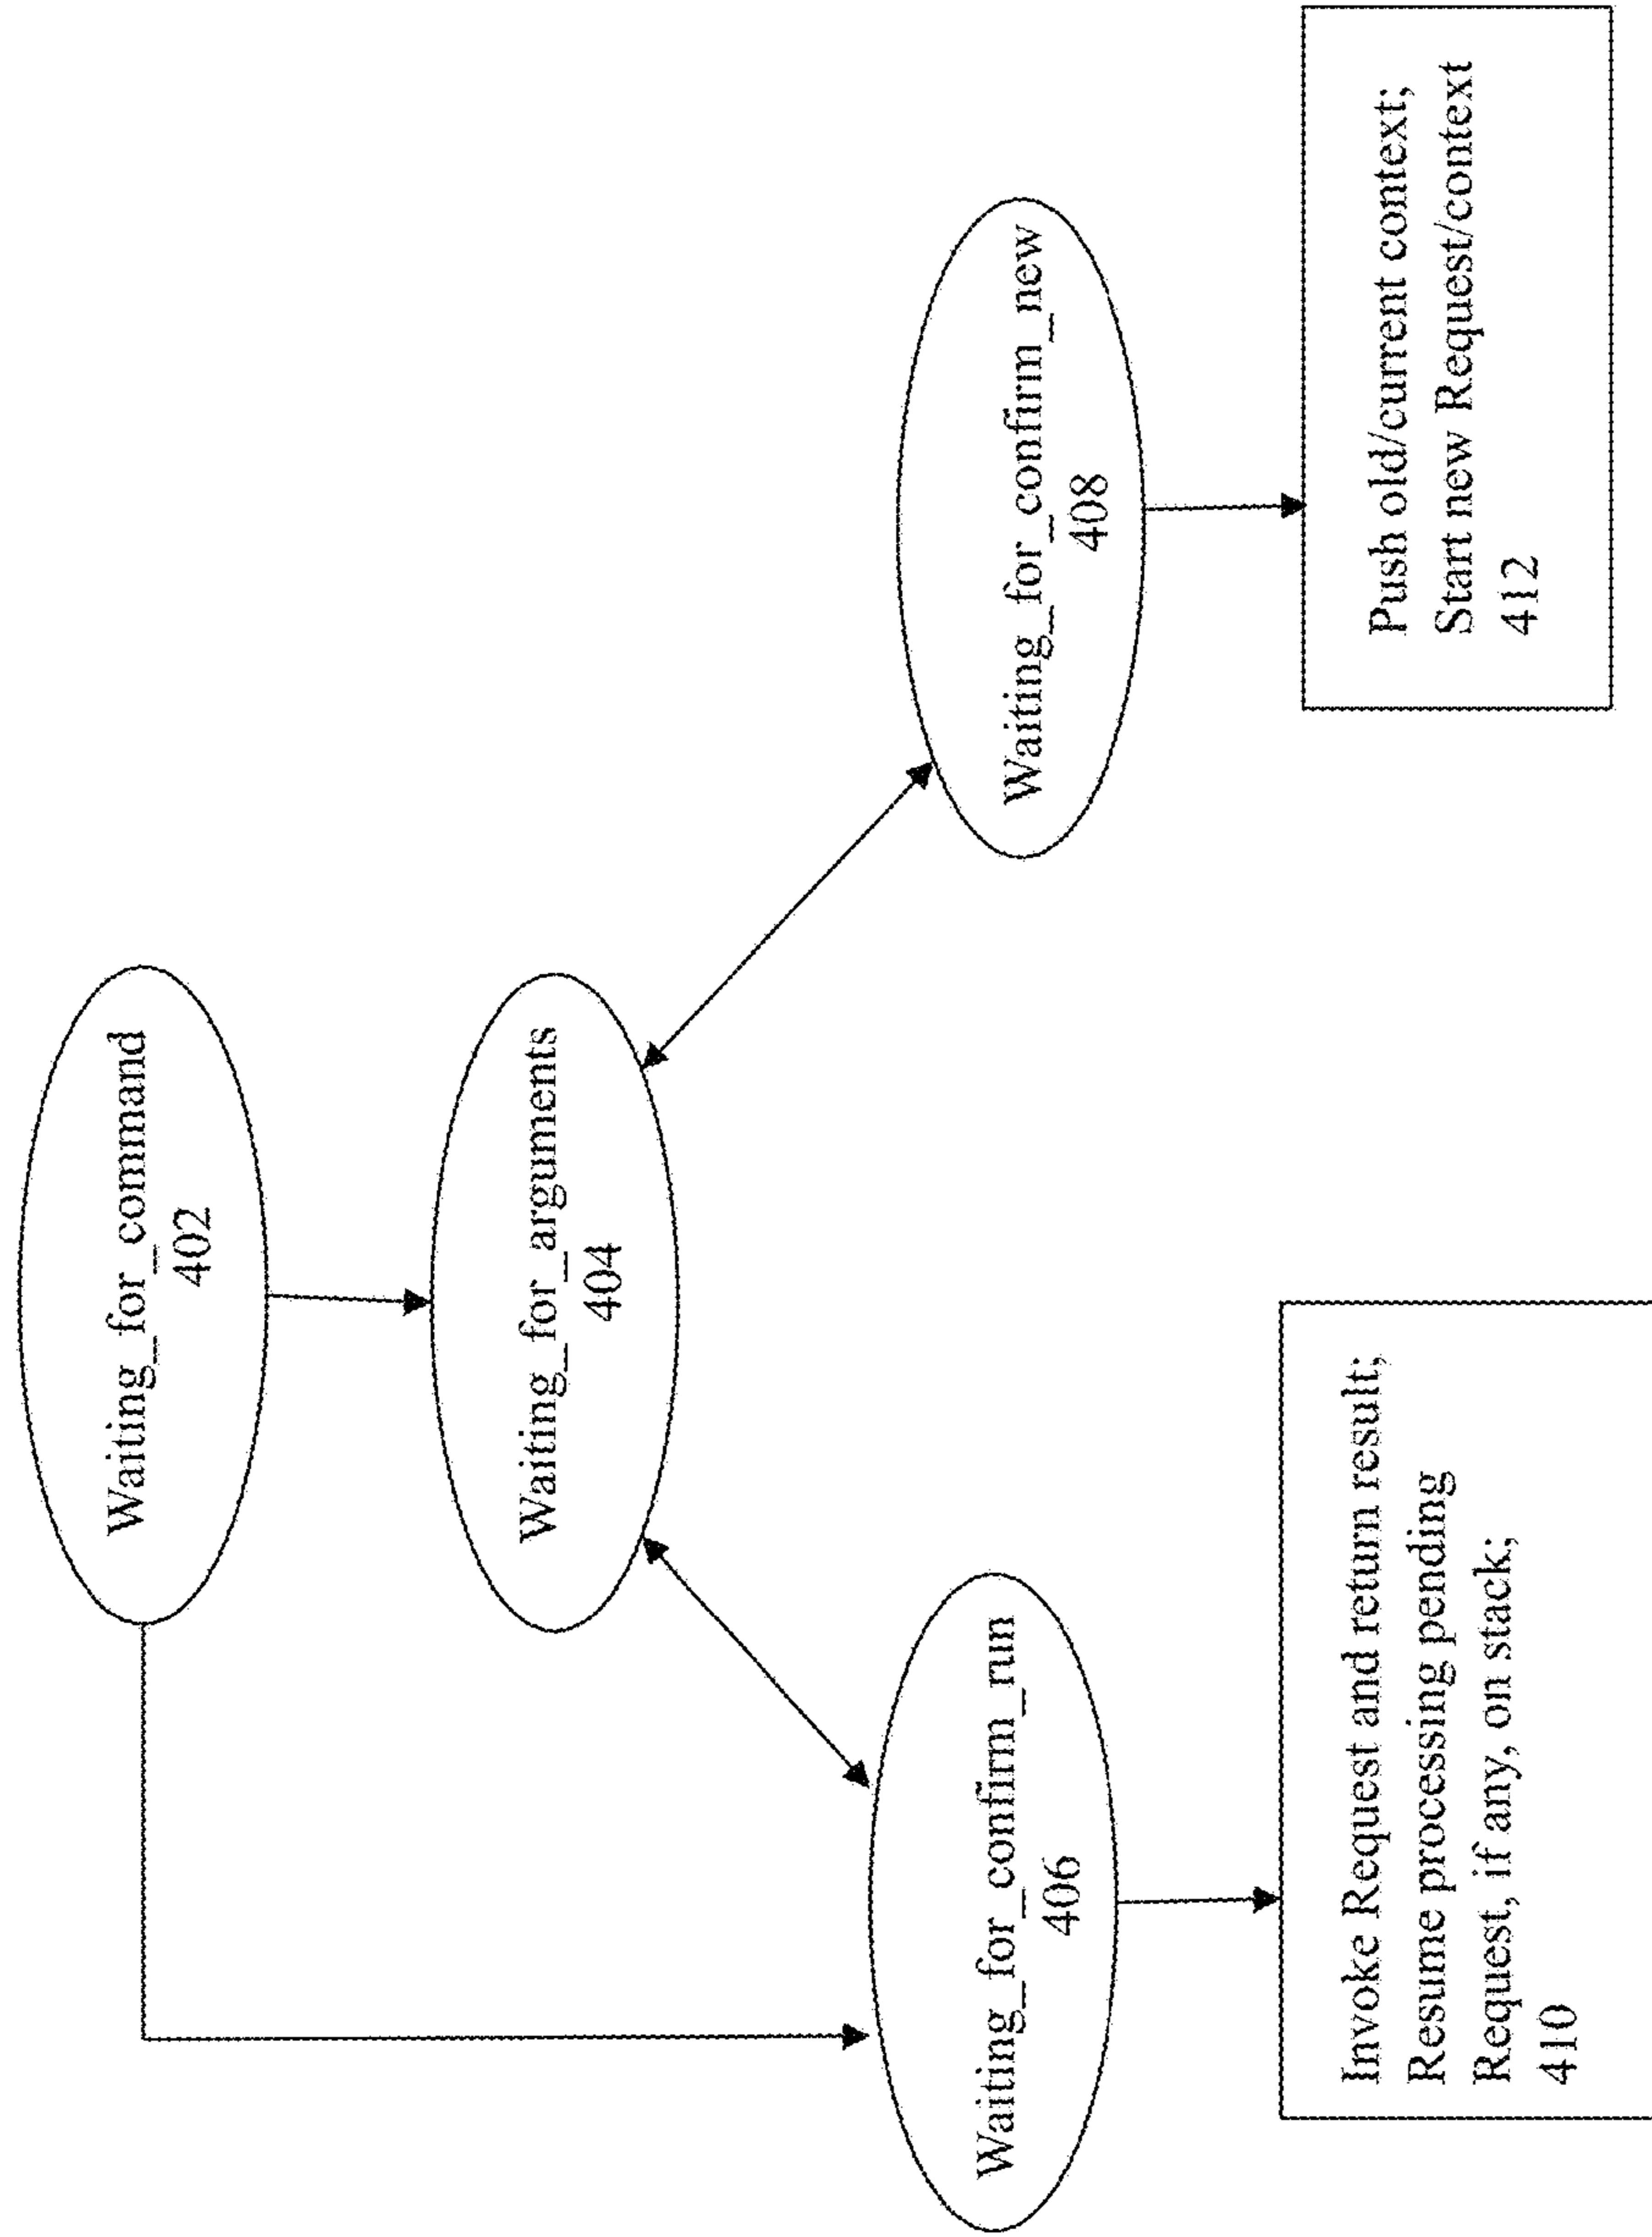 Waiting_for_command
402
Waiting_for_arguments
404
Waiting_for_confirm_run
406
Waiting_for_confirm_new
408
Invoke Request and return result;
Resume processing pending
Request, if any, on stack;
410
Push old/current context;
Start new Request/context
412